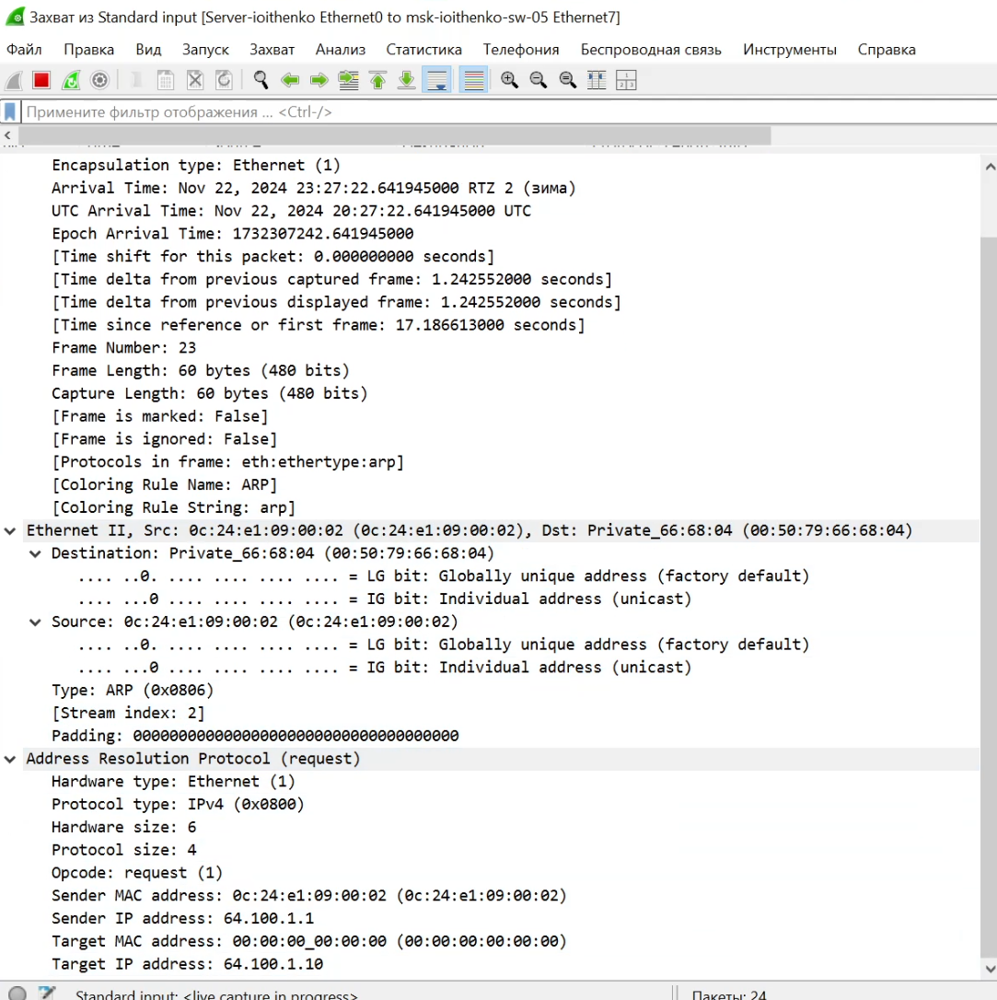 Захват из Standard input [Server-ioithenko Ethernet0 to msk-ioithenko-sw-05 Ethernet7]
Файл Правка Вид Запуск Захват Анализ Статистика Телефония Беспроводная связь Инструменты Справка
Примените фильтр отображения ... <Ctrl-/>
Encapsulation type: Ethernet (1)
Arrival Time: Nov 22, 2024 23:27:22.641945000 RTZ 2 (зима)
UTC Arrival Time: Nov 22, 2024 20:27:22.641945000 UTC
Epoch Arrival Time: 1732307242.641945000
[Time shift for this packet: 0.000000000 seconds]
[Time delta from previous captured frame: 1.242552000 seconds]
[Time delta from previous displayed frame: 1.242552000 seconds]
[Time since reference or first frame: 17.186613000 seconds]
Frame Number: 23
Frame Length: 60 bytes (480 bits)
Capture Length: 60 bytes (480 bits)
[Frame is marked: False]
[Frame is ignored: False]
[Protocols in frame: eth:ethertype:arp]
[Coloring Rule Name: ARP]
[Coloring Rule String: arp]
Ethernet II, Src: 0c:24:e1:09:00:02 (0c:24:e1:09:00:02), Dst: Private_66:68:04 (00:50:79:66:68:04)
Destination: Private_66:68:04 (00:50:79:66:68:04)
.... ..0. .... .... .... .... = LG bit: Globally unique address (factory default)
.... ...0 .... .... .... .... = IG bit: Individual address (unicast)
Source: 0c:24:e1:09:00:02 (0c:24:e1:09:00:02)
.... ..0. .... .... .... .... = LG bit: Globally unique address (factory default)
.... ...0 .... .... .... .... = IG bit: Individual address (unicast)
Type: ARP (0x0806)
[Stream index: 2]
Padding: 000000000000000000000000000000000000
Address Resolution Protocol (request)
Hardware type: Ethernet (1)
Protocol type: IPv4 (0x0800)
Hardware size: 6
Protocol size: 4
Opcode: request (1)
Sender MAC address: 0c:24:e1:09:00:02 (0c:24:e1:09:00:02)
Sender IP address: 64.100.1.1
Target MAC address: 00:00:00_00:00:00 (00:00:00:00:00:00)
Target IP address: 64.100.1.10
Standard input: <live capture in progress> Пакеты: 24